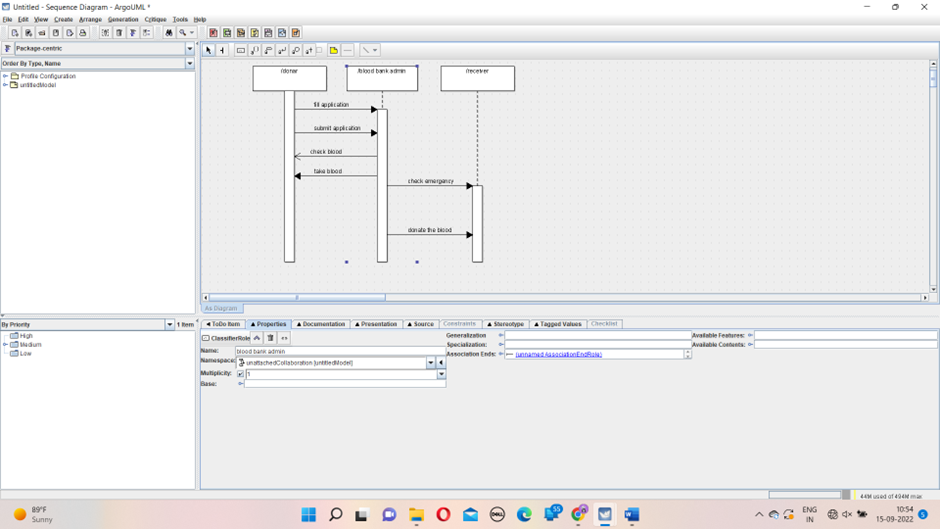 Untitled - Sequence Diagram - ArgoUML *
File Edit View Create Arrange Generation Critique Tools Help
Package-centric
Order By Type, Name
Profile Configuration
untitledModel
/donar
/blood bank admin
/receiver
fill application
submit application
check blood
take blood
check emergency
donate the blood
As Diagram
By Priority
1 Item
High
Medium
Low
ToDo Item
Properties
Documentation
Presentation
Source
Constraints
Stereotype
Tagged Values
Checklist
ClassifierRole
Name: blood bank admin
Namespace: unattachedCollaboration [untitledModel]
Multiplicity: 1
Base:
Generalization:
Specialization:
Association Ends: (unnamed AssociationEndRole)
Available Features:
Available Contents:
44M used of 494M max
89°F
Sunny
DELL
55
ENG
IN
10:54
15-09-2022
5